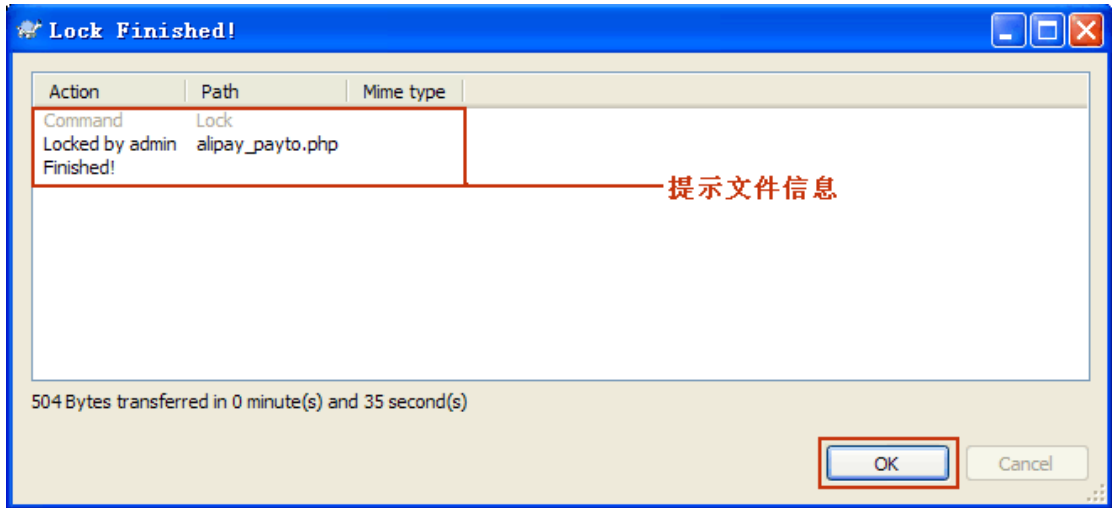 Lock Finished!
Action Path Mime type
Command Lock
Locked by admin alipay_payto.php
Finished!
提示文件信息
504 Bytes transferred in 0 minute(s) and 35 second(s)
OK Cancel